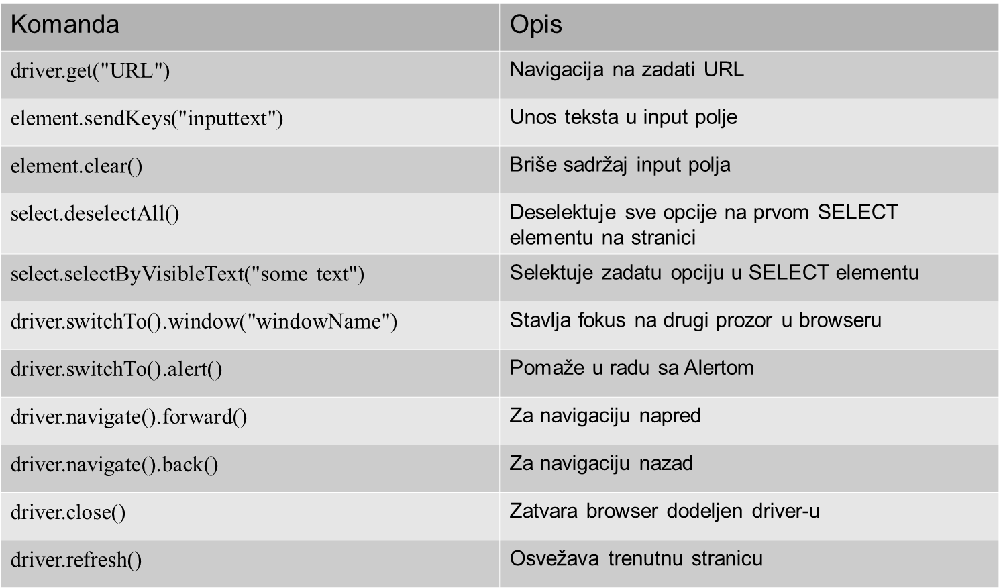 Komanda
Opis
driver.get("URL")
Navigacija na zadati URL
element.sendKeys("inputtext")
Unos teksta u input polje
element.clear()
Briše sadržaj input polja
select.deselectAll()
Deselektuje sve opcije na prvom SELECT
elementu na stranici
select.selectByVisibleText("some text")
Selektuje zadatu opciju u SELECT elementu
driver.switchTo().window("windowName")
Stavlja fokus na drugi prozor u browseru
driver.switchTo().alert()
Pomaže u radu sa Alertom
driver.navigate().forward()
Za navigaciju napred
driver.navigate().back()
Za navigaciju nazad
driver.close()
Zatvara browser dodeljen driver-u
driver.refresh()
Osvežava trenutnu stranicu